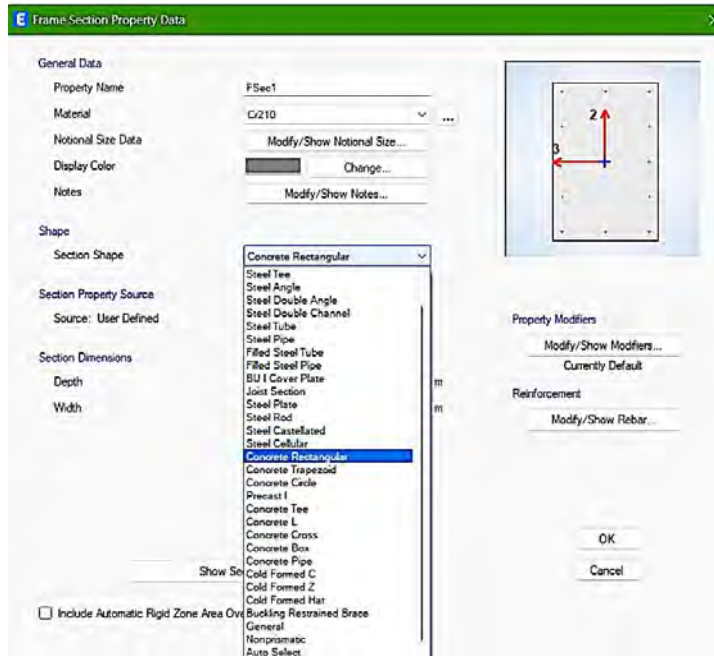 E Frame Section Property Data
General Data
Property Name FSec1
Material Cr210 ...
Notional Size Data Modify/Show Notional Size...
Display Color Change...
Notes Modify/Show Notes...
2
3
Shape
Section Shape Concrete Rectangular
Steel Tee
Steel Angle
Steel Double Angle
Steel Double Channel
Steel Tube
Steel Pipe
Filled Steel Tube
Filled Steel Pipe
BU I Cover Plate
Joist Section
Steel Plate
Steel Rod
Steel Castellated
Steel Cellular
Concrete Rectangular
Concrete Trapezoid
Concrete Circle
Precast I
Concrete Tee
Concrete L
Concrete Cross
Concrete Box
Concrete Pipe
Cold Formed C
Cold Formed Z
Cold Formed Hat
Buckling Restrained Brace
General
Nonprismatic
Auto Select
Section Property Source
Source: User Defined
Section Dimensions
Depth m
Width m
Show Se
Include Automatic Rigid Zone Area Ove
Property Modifiers
Modify/Show Modifiers...
Currently Default
Reinforcement
Modify/Show Rebar...
OK
Cancel